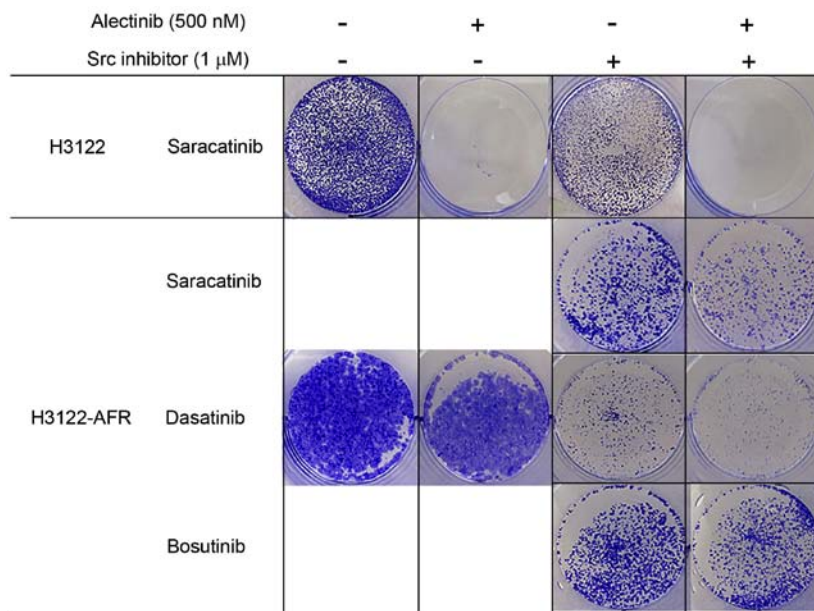 Alectinib (500 nM) - + - +
Src inhibitor (1 μM) - - + +
H3122 Saracatinib
Saracatinib
H3122-AFR Dasatinib
Bosutinib